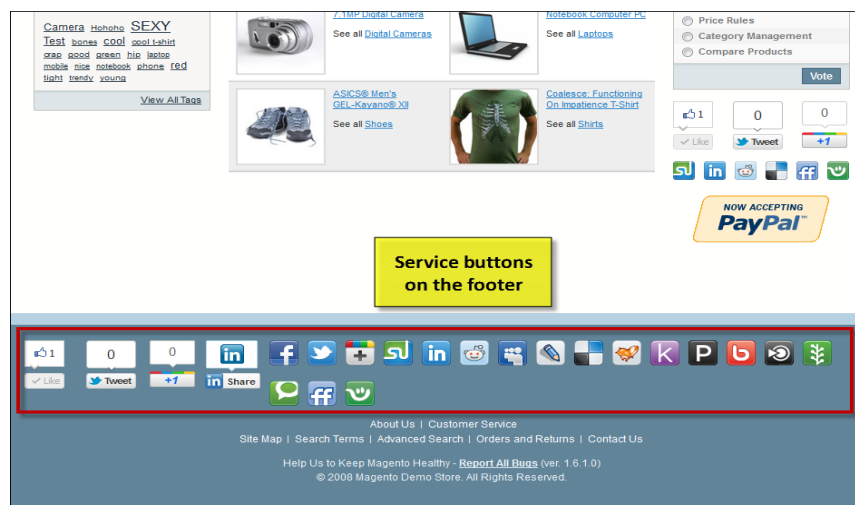 Camera Hohoho SEXY
Test bones cool cool t-shirt
crap good green hip laptop
mobile nice notebook phone red
tight trendy young
View All Tags
7.1MP Digital Camera
See all Digital Cameras
Notebook Computer PC
See all Laptops
ASICS® Men's
GEL-Kayano® XII
See all Shoes
Coalesce: Functioning
On Impatience T-Shirt
See all Shirts
Price Rules
Category Management
Compare Products
Vote
1 0 0
Like Tweet +1
in ff
NOW ACCEPTING
PayPal™
Service buttons
on the footer
1 0 0 in
Like Tweet +1 in Share
f in K P b
ff
About Us | Customer Service
Site Map | Search Terms | Advanced Search | Orders and Returns | Contact Us
Help Us to Keep Magento Healthy - Report All Bugs (ver. 1.6.1.0)
© 2008 Magento Demo Store. All Rights Reserved.